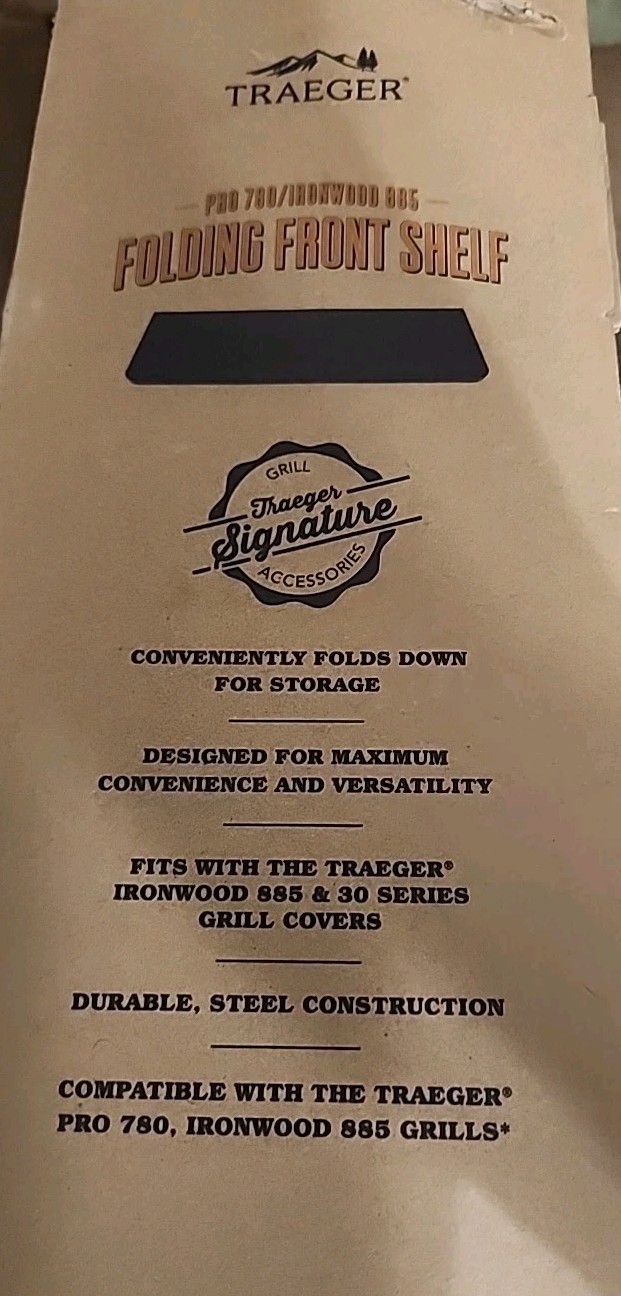 TRAEGER®
PRO 780/IRONWOOD 885
FOLDING FRONT SHELF
GRILL
Traeger
Signature
ACCESSORIES
CONVENIENTLY FOLDS DOWN
FOR STORAGE
DESIGNED FOR MAXIMUM
CONVENIENCE AND VERSATILITY
FITS WITH THE TRAEGER®
IRONWOOD 885 & 30 SERIES
GRILL COVERS
DURABLE, STEEL CONSTRUCTION
COMPATIBLE WITH THE TRAEGER®
PRO 780, IRONWOOD 885 GRILLS*